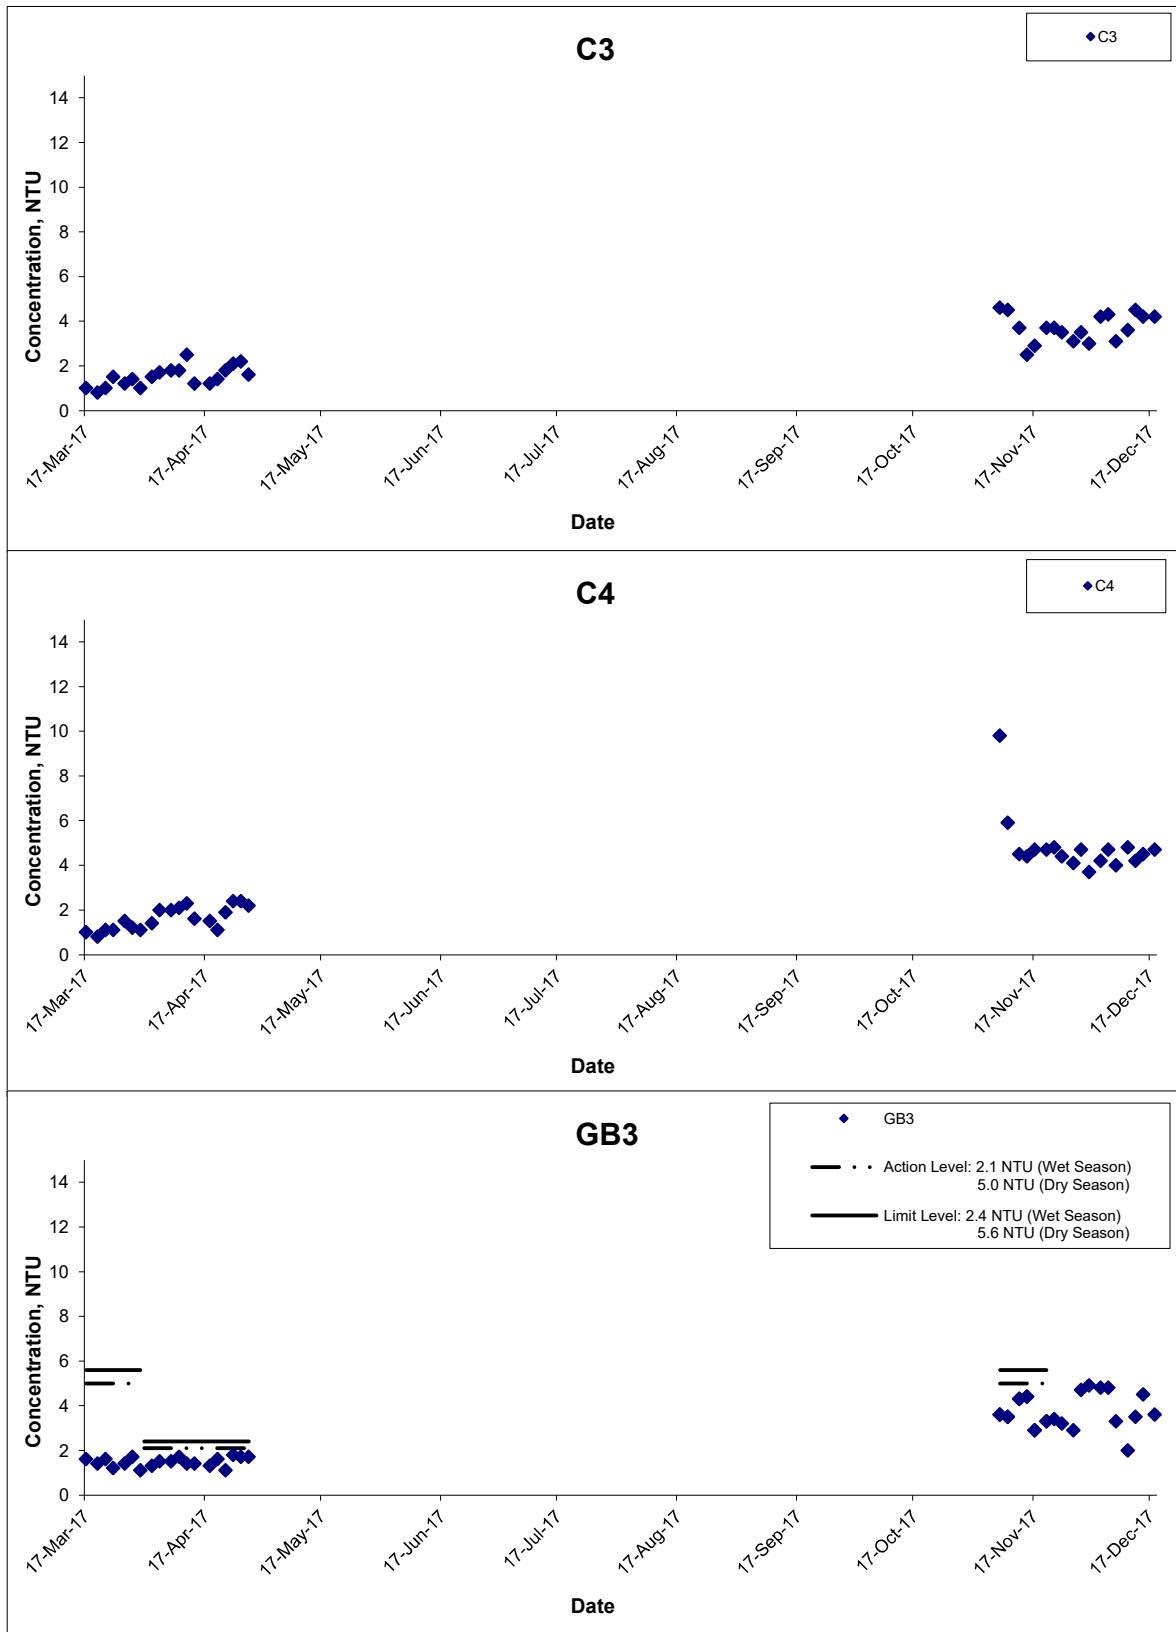 C3
C3
14
12
10
8
6
4
2
0
Concentration, NTU
17-Mar-17
17-Apr-17
17-May-17
17-Jun-17
17-Jul-17
17-Aug-17
17-Sep-17
17-Oct-17
17-Nov-17
17-Dec-17
Date
C4
C4
14
12
10
8
6
4
2
0
Concentration, NTU
17-Mar-17
17-Apr-17
17-May-17
17-Jun-17
17-Jul-17
17-Aug-17
17-Sep-17
17-Oct-17
17-Nov-17
17-Dec-17
Date
GB3
GB3
Action Level: 2.1 NTU (Wet Season)
5.0 NTU (Dry Season)
Limit Level: 2.4 NTU (Wet Season)
5.6 NTU (Dry Season)
14
12
10
8
6
4
2
0
Concentration, NTU
17-Mar-17
17-Apr-17
17-May-17
17-Jun-17
17-Jul-17
17-Aug-17
17-Sep-17
17-Oct-17
17-Nov-17
17-Dec-17
Date